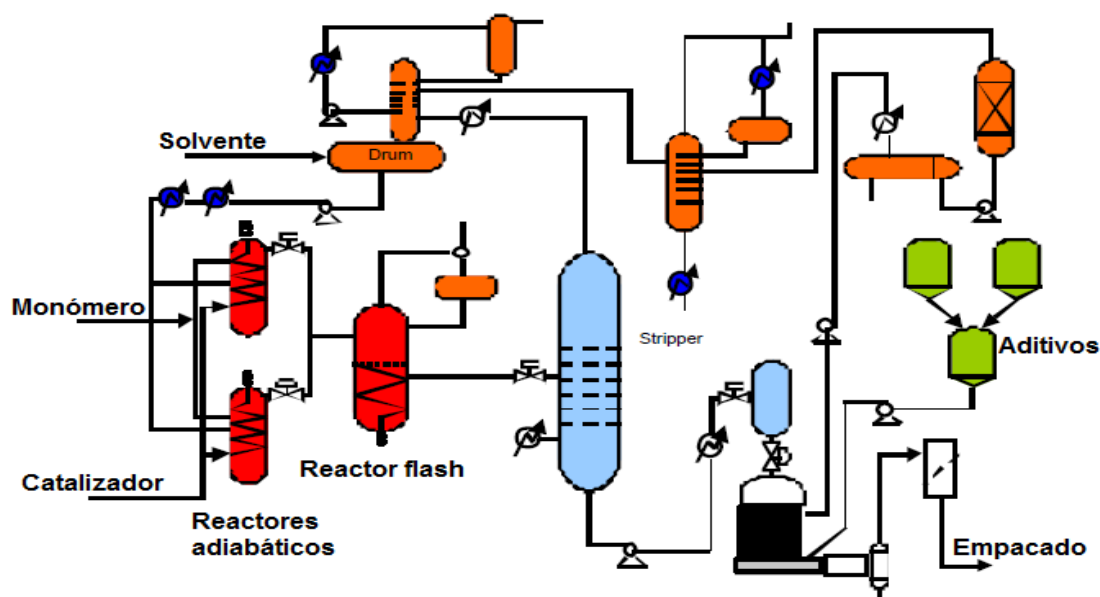 Solvente
Drum
Monómero
Stripper
Aditivos
Reactor flash
Catalizador
Reactores
adiabáticos
Empacado